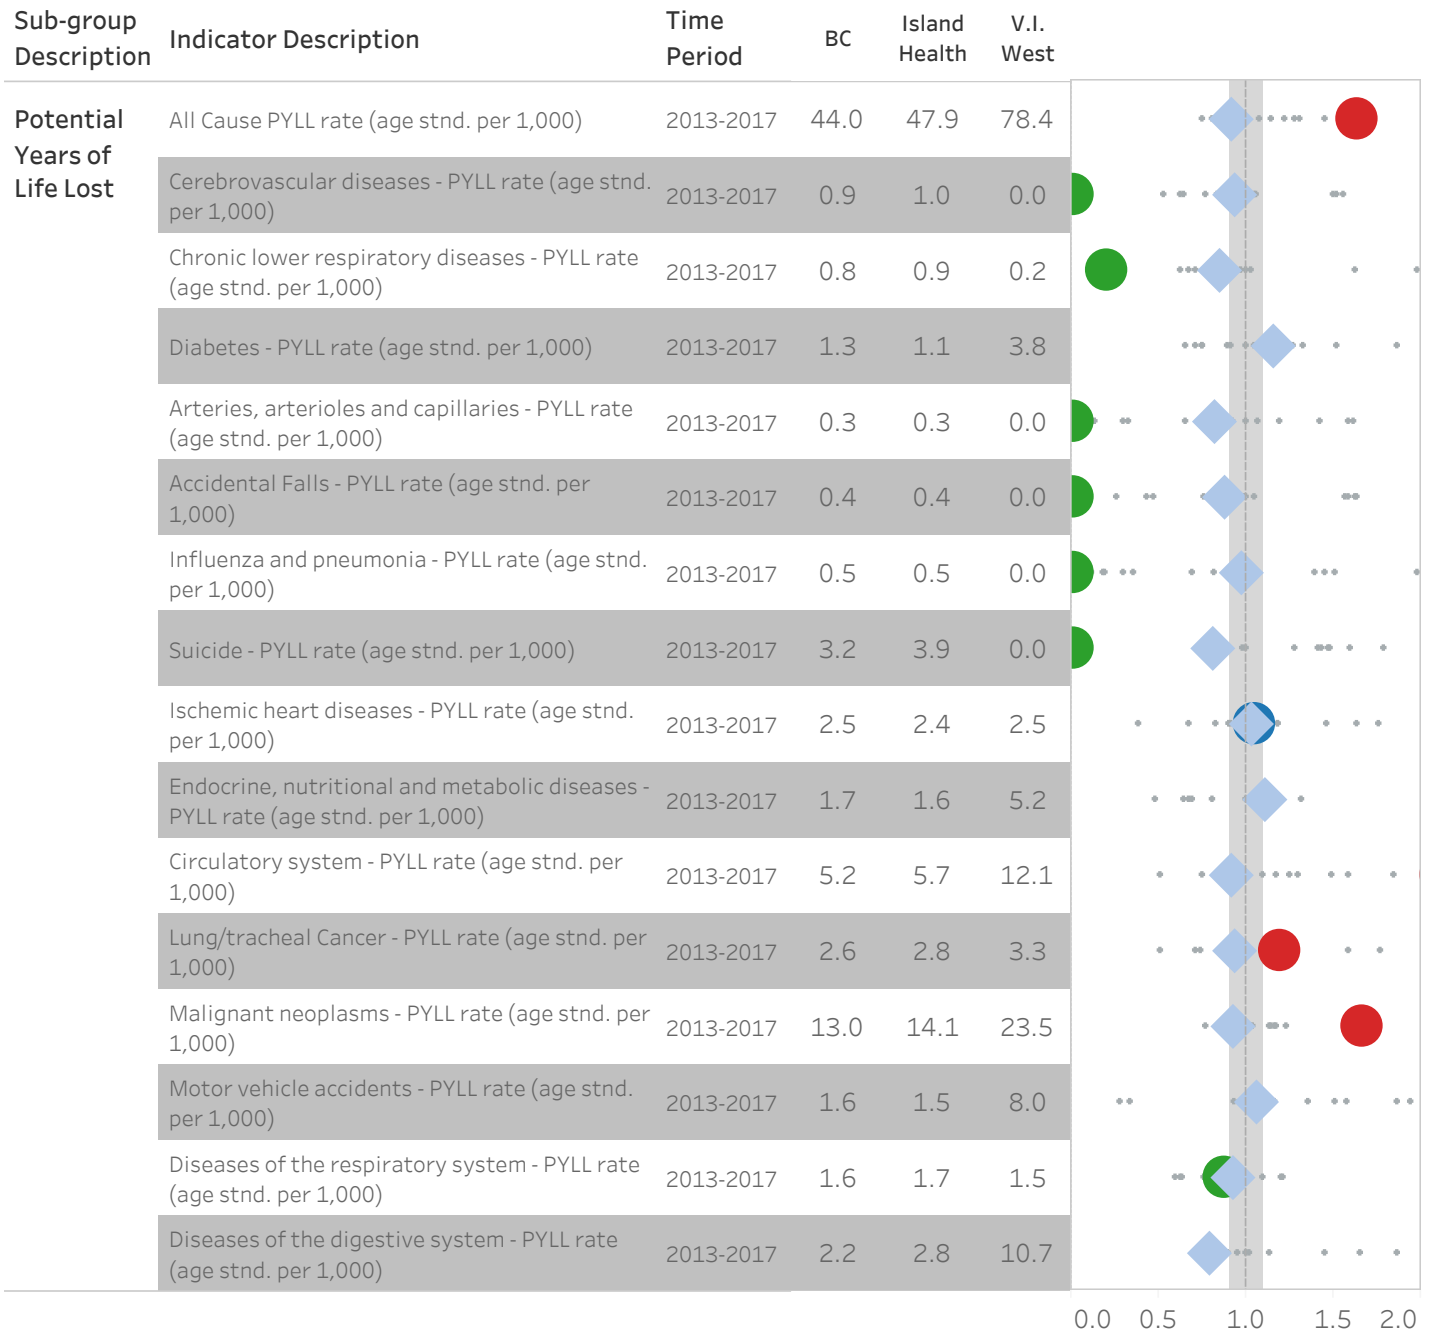 Sub-group Description Indicator Description Time Period BC Island Health V.I. West
Potential Years of Life Lost
All Cause PYLL rate (age stnd. per 1,000) 2013-2017 44.0 47.9 78.4
Cerebrovascular diseases - PYLL rate (age stnd. per 1,000) 2013-2017 0.9 1.0 0.0
Chronic lower respiratory diseases - PYLL rate (age stnd. per 1,000) 2013-2017 0.8 0.9 0.2
Diabetes - PYLL rate (age stnd. per 1,000) 2013-2017 1.3 1.1 3.8
Arteries, arterioles and capillaries - PYLL rate (age stnd. per 1,000) 2013-2017 0.3 0.3 0.0
Accidental Falls - PYLL rate (age stnd. per 1,000) 2013-2017 0.4 0.4 0.0
Influenza and pneumonia - PYLL rate (age stnd. per 1,000) 2013-2017 0.5 0.5 0.0
Suicide - PYLL rate (age stnd. per 1,000) 2013-2017 3.2 3.9 0.0
Ischemic heart diseases - PYLL rate (age stnd. per 1,000) 2013-2017 2.5 2.4 2.5
Endocrine, nutritional and metabolic diseases - PYLL rate (age stnd. per 1,000) 2013-2017 1.7 1.6 5.2
Circulatory system - PYLL rate (age stnd. per 1,000) 2013-2017 5.2 5.7 12.1
Lung/tracheal Cancer - PYLL rate (age stnd. per 1,000) 2013-2017 2.6 2.8 3.3
Malignant neoplasms - PYLL rate (age stnd. per 1,000) 2013-2017 13.0 14.1 23.5
Motor vehicle accidents - PYLL rate (age stnd. per 1,000) 2013-2017 1.6 1.5 8.0
Diseases of the respiratory system - PYLL rate (age stnd. per 1,000) 2013-2017 1.6 1.7 1.5
Diseases of the digestive system - PYLL rate (age stnd. per 1,000) 2013-2017 2.2 2.8 10.7
0.0 0.5 1.0 1.5 2.0